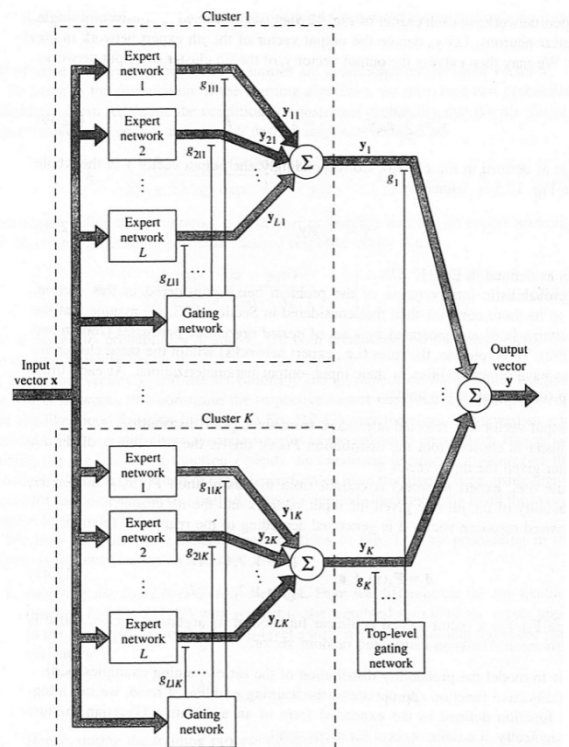 Cluster 1
Expert
network
1
g1|1
y11
Expert
network
2
g2|1
y21
Σ
y1
g1
⋮
...
Expert
network
L
yL1
gL|1
...
Gating
network
Input
vector x
Output
vector
y
Σ
⋮
Cluster K
Expert
network
1
g1|K
y1K
Expert
network
2
g2|K
y2K
Σ
yK
gK
⋮
Expert
network
L
yLK
gL|K
...
Top-level
gating
network
Gating
network